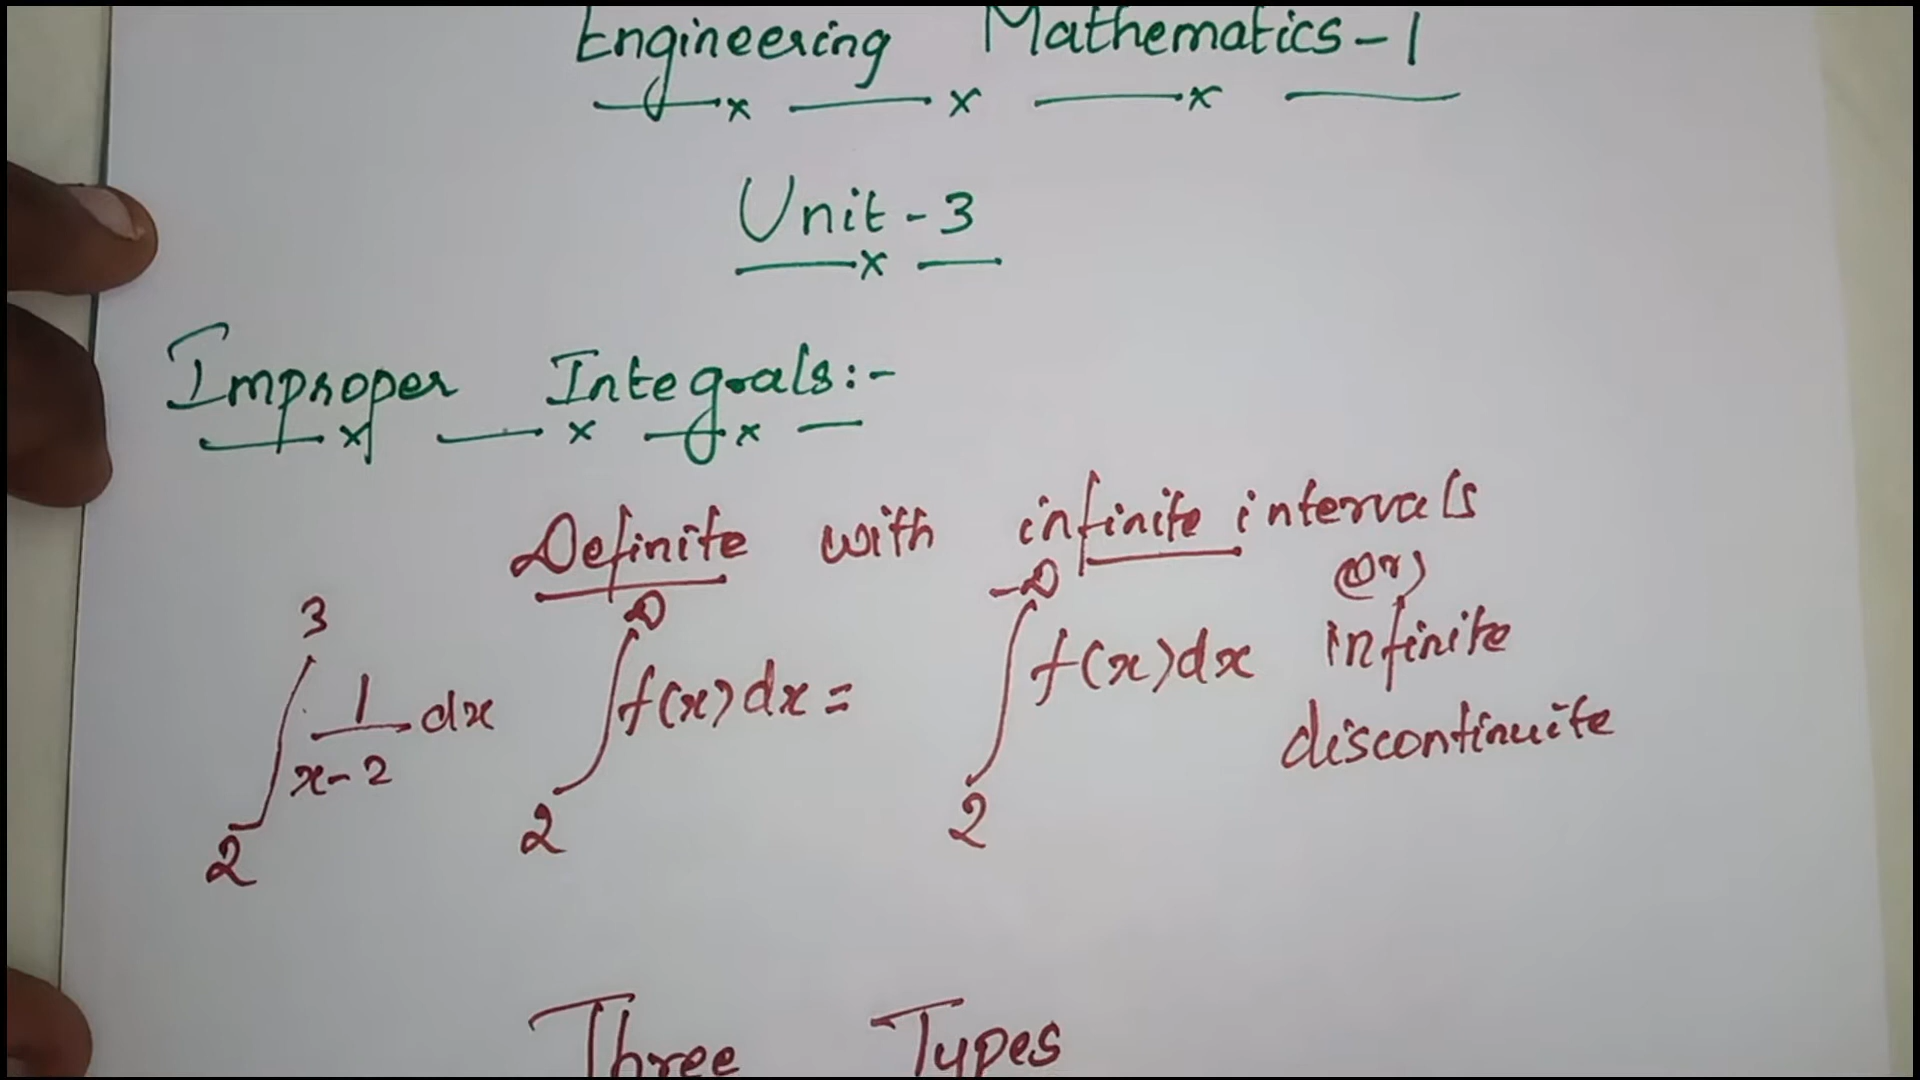 Engineering Mathematics-1
Unit-3
Improper Integrals:-
Definite with infinite intervals
(or)
infinite
discontinuite
∫₂³ 1/(x-2) dx ∫₂^∞ f(x)dx = ∫₂^-∞ f(x)dx
Three Types